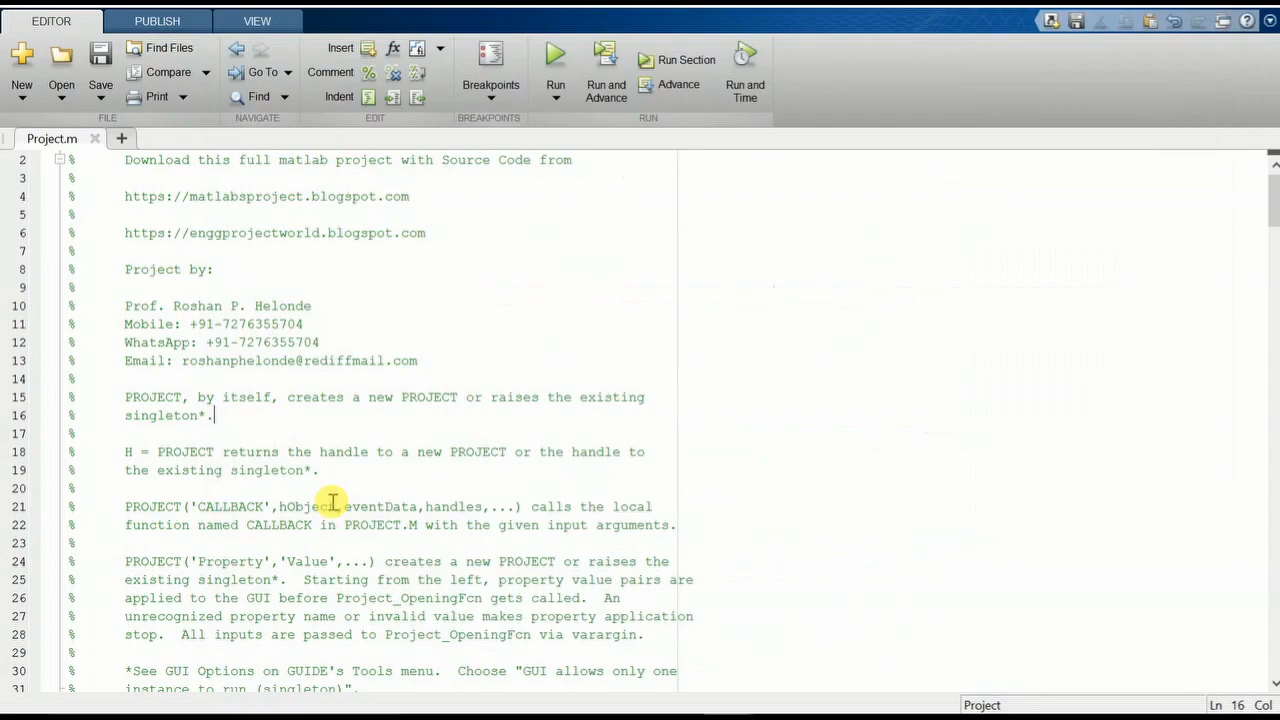 EDITOR PUBLISH VIEW
New Open Save Find Files Compare Print
FILE
Go To Find
NAVIGATE
Insert fx
Comment %
Indent
EDIT
Breakpoints
BREAKPOINTS
Run Run and Advance Run Section Advance Run and Time
RUN
Project.m
2 % Download this full matlab project with Source Code from
3 %
4 % https://matlabsproject.blogspot.com
5 %
6 % https://enggprojectworld.blogspot.com
7 %
8 % Project by:
9 %
10 % Prof. Roshan P. Helonde
11 % Mobile: +91-7276355704
12 % WhatsApp: +91-7276355704
13 % Email: roshanphelonde@rediffmail.com
14 %
15 % PROJECT, by itself, creates a new PROJECT or raises the existing
16 % singleton*.
17 %
18 % H = PROJECT returns the handle to a new PROJECT or the handle to
19 % the existing singleton*.
20 %
21 % PROJECT('CALLBACK',hObject,eventData,handles,...) calls the local
22 % function named CALLBACK in PROJECT.M with the given input arguments.
23 %
24 % PROJECT('Property','Value',...) creates a new PROJECT or raises the
25 % existing singleton*. Starting from the left, property value pairs are
26 % applied to the GUI before Project_OpeningFcn gets called. An
27 % unrecognized property name or invalid value makes property application
28 % stop. All inputs are passed to Project_OpeningFcn via varargin.
29 %
30 % *See GUI Options on GUIDE's Tools menu. Choose "GUI allows only one
31 % instance to run (singleton)".
Project Ln 16 Col